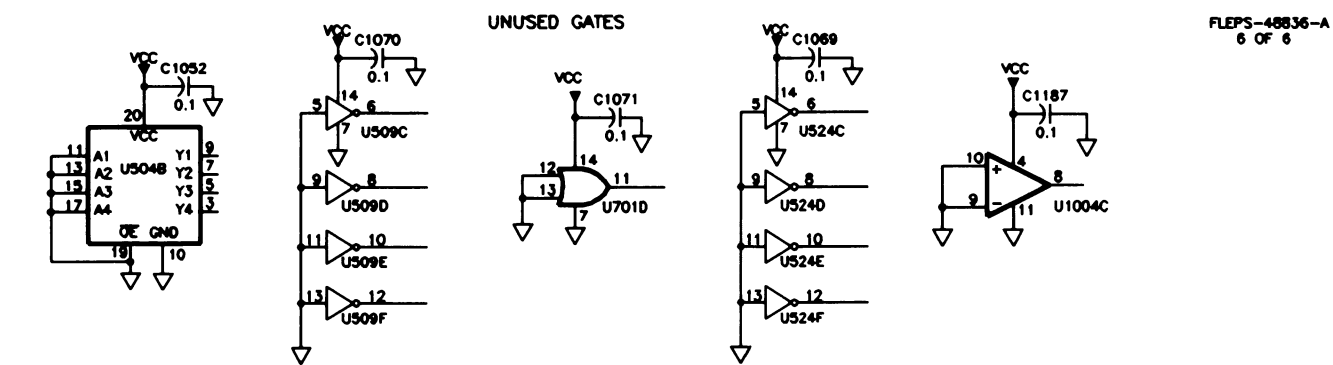 UNUSED GATES
FLEPS-48836-A
6 OF 6
VCC
C1052
0.1
20
VCC
11 A1 Y1 9
13 A2 U504B Y2 7
15 A3 Y3 5
17 A4 Y4 3
OE GND
19 10
VCC
C1070
0.1
14
5 6
7 U509C
9 8
U509D
11 10
U509E
13 12
U509F
VCC
C1071
0.1
14
12 11
13
7 U701D
VCC
C1069
0.1
14
5 6
7 U524C
9 8
U524D
11 10
U524E
13 12
U524F
VCC
C1187
0.1
10 + 4
8
9 - 11
U1004C